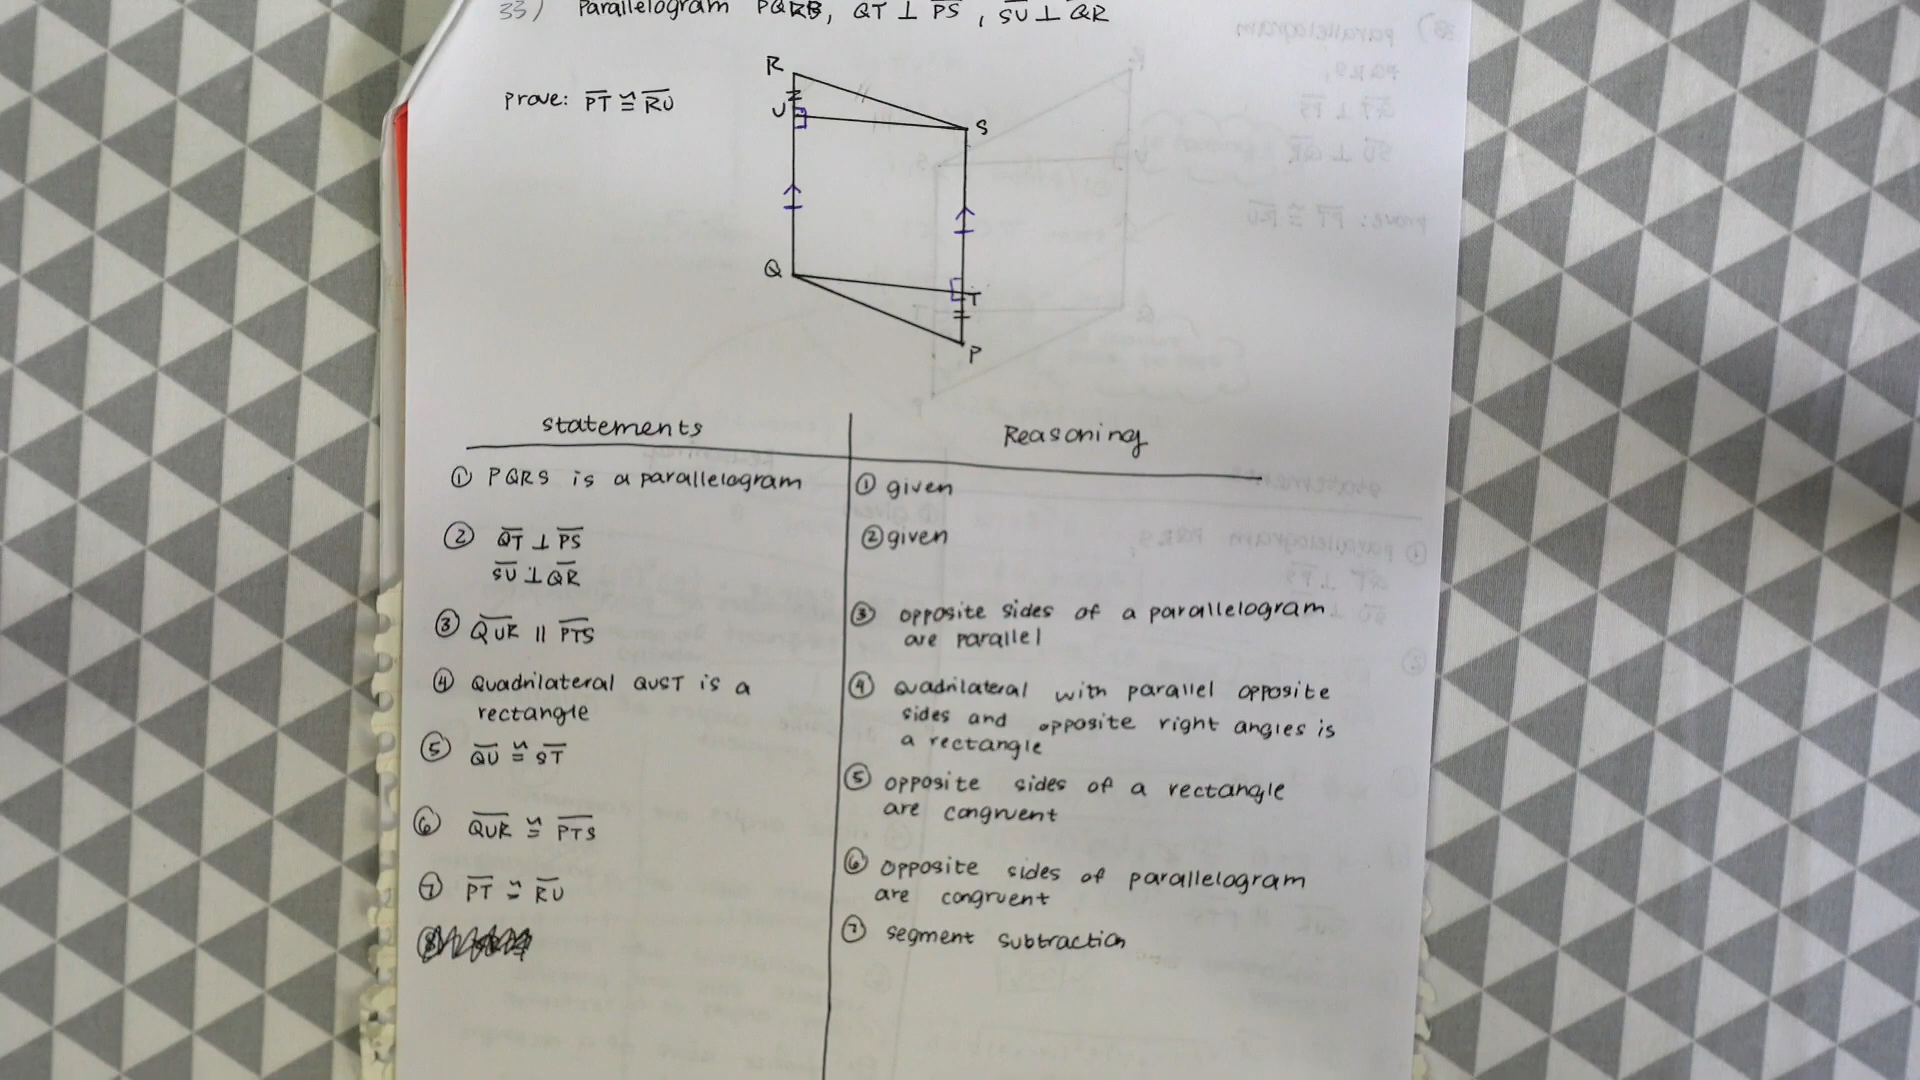 33) Parallelogram PQRS, QT ⊥ PS, SU ⊥ QR
prove: PT ≅ RU
R
U
S
Q
T
P
statements
Reasoning
① PQRS is a parallelogram
① given
② QT ⊥ PS
② given
SU ⊥ QR
③ QUR || PTS
③ opposite sides of a parallelogram
are parallel
④ Quadrilateral QUST is a
rectangle
④ quadrilateral with parallel opposite
sides and opposite right angles is
a rectangle
⑤ QU ≅ ST
⑤ opposite sides of a rectangle
are congruent
⑥ QUR ≅ PTS
⑥ opposite sides of parallelogram
are congruent
⑦ PT ≅ RU
⑦ segment subtraction